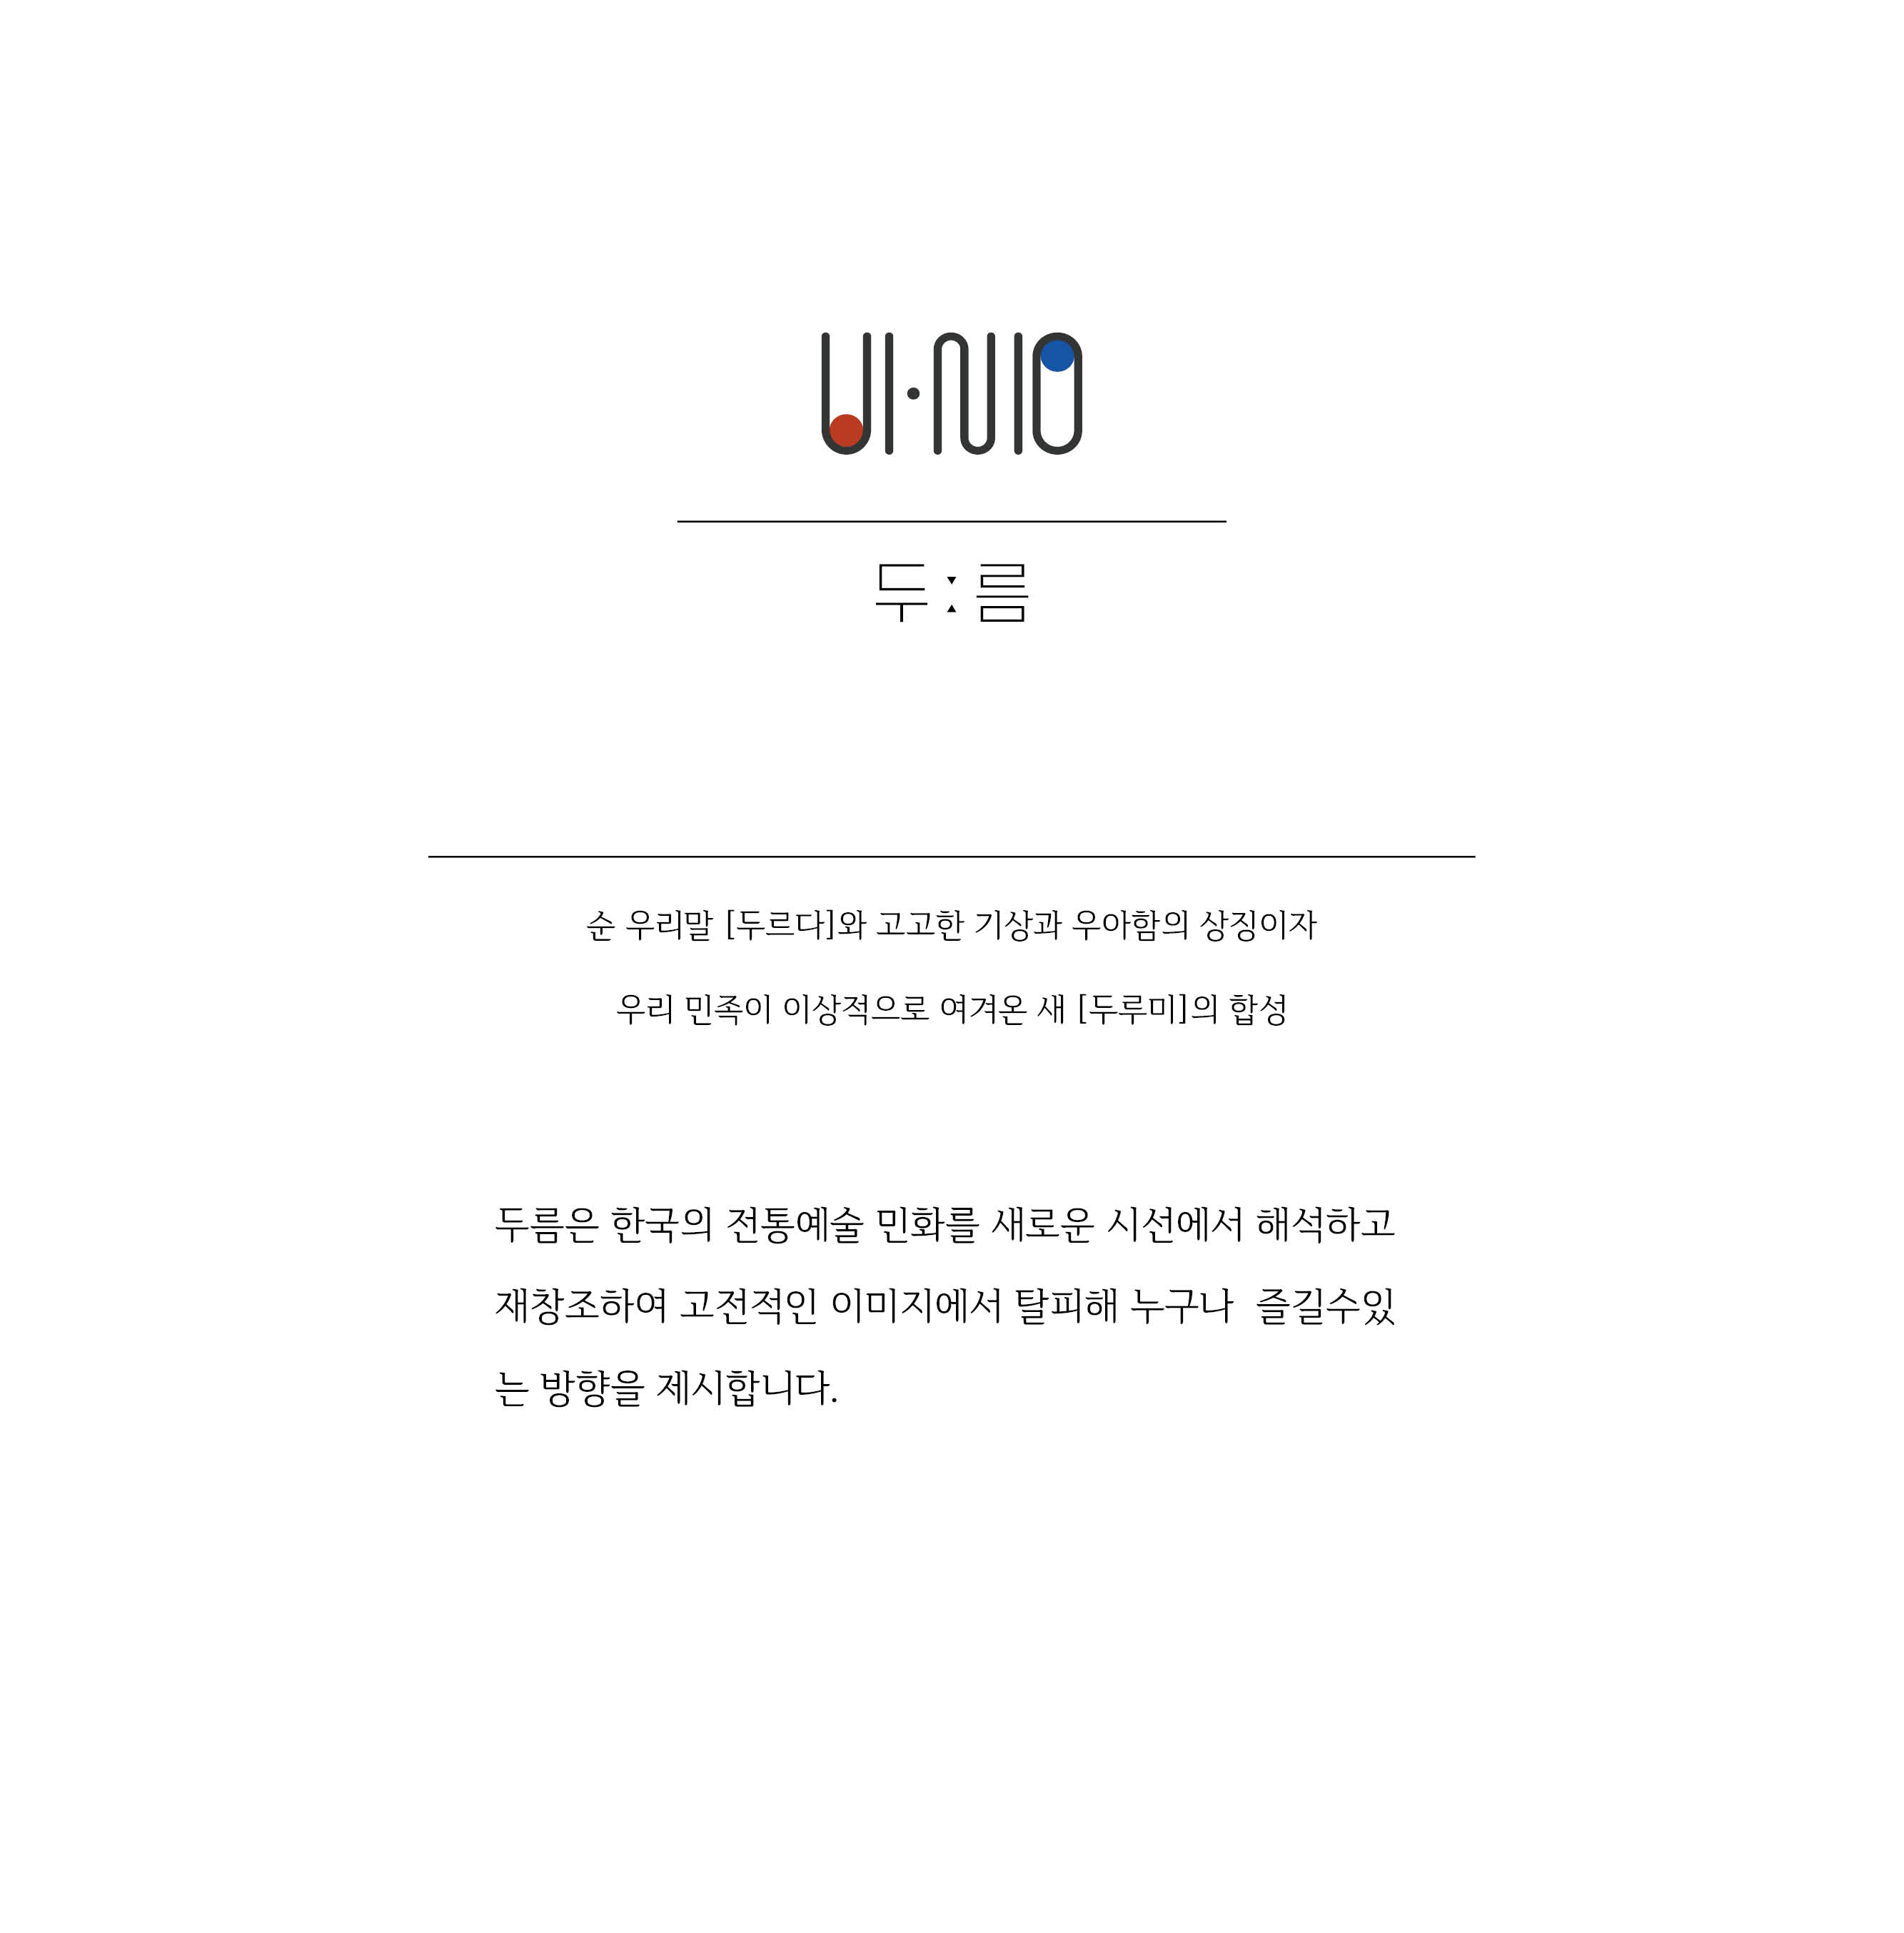 UI·NIO
두:름
순 우리말 [두르다]와 고고한 기상과 우아함의 상징이자
우리 민족이 이상적으로 여겨온 새 [두루미]의 합성
두름은 한국의 전통예술 민화를 새로운 시선에서 해석하고
재창조하여 고전적인 이미지에서 탈피해 누구나  즐길수있
는 방향을 제시합니다.